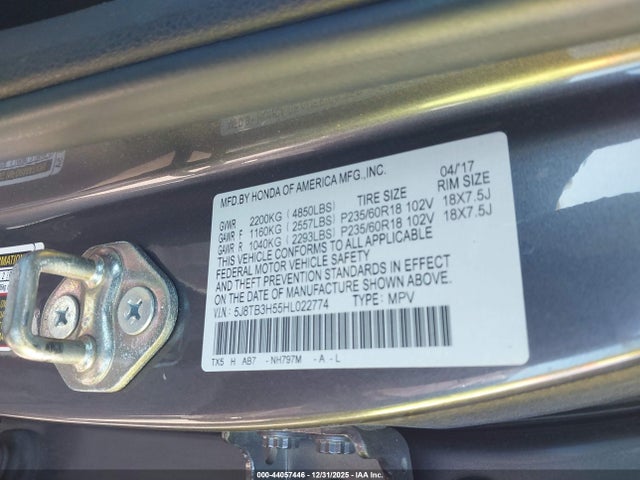 MFD.BY HONDA OF AMERICA MFG.,INC. 04/'17
TIRE SIZE RIM SIZE
GVWR 2200KG (4850LBS)
GAWR F 1160KG (2557LBS) P235/60R18 102V 18X7.5J
GAWR R 1040KG (2293LBS) P235/60R18 102V 18X7.5J
THIS VEHICLE CONFORMS TO ALL APPLICABLE
FEDERAL MOTOR VEHICLE SAFETY
AND THEFT PREVENTION STANDARDS IN EFFECT
ON THE DATE OF MANUFACTURE SHOWN ABOVE.
V.I.N.: 5J8TB3H55HL022774 TYPE: MPV
TX5 H AB7 -NH797M -A-L
000-44057446 - 12/31/2025 - IAA Inc.